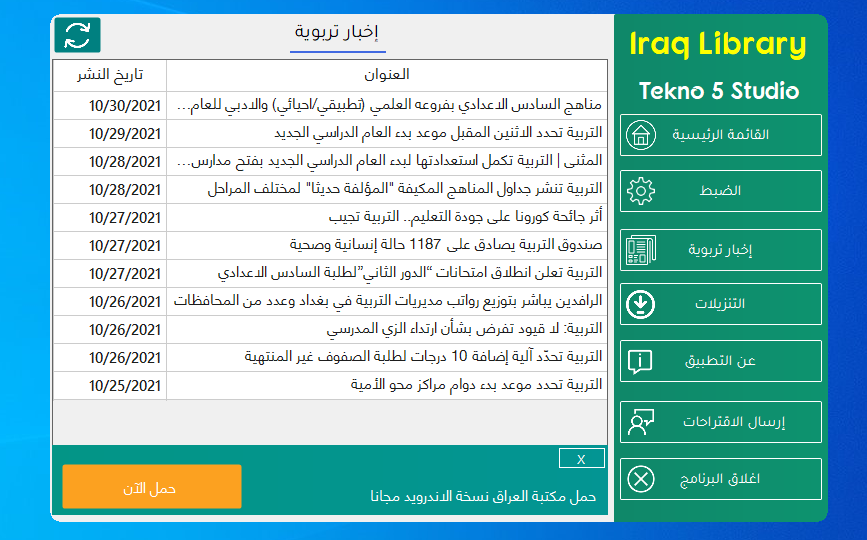 Iraq Library
Tekno 5 Studio
القائمة الرئيسية
الضبط
إخبار تربوية
التنزيلات
عن التطبيق
إرسال الاقتراحات
اغلاق البرنامج
إخبار تربوية
العنوان تاريخ النشر
مناهج السادس الاعدادي بفروعه العلمي (تطبيقي/احيائي) والادبي للعام... 10/30/2021
التربية تحدد الاثنين المقبل موعد بدء العام الدراسي الجديد 10/29/2021
المثنى | التربية تكمل استعدادتها لبدء العام الدراسي الجديد بفتح مدارس... 10/28/2021
التربية تنشر جداول المناهج المكيفة "المؤلفة حديثا" لمختلف المراحل 10/28/2021
أثر جائحة كورونا على جودة التعليم.. التربية تجيب 10/27/2021
صندوق التربية يصادق على 1187 حالة إنسانية وصحية 10/27/2021
التربية تعلن انطلاق امتحانات “الدور الثاني”لطلبة السادس الاعدادي 10/27/2021
الرافدين يباشر بتوزيع رواتب مديريات التربية في بغداد وعدد من المحافظات 10/26/2021
التربية: لا قيود تفرض بشأن ارتداء الزي المدرسي 10/26/2021
التربية تحدّد آلية إضافة 10 درجات لطلبة الصفوف غير المنتهية 10/26/2021
التربية تحدد موعد بدء دوام مراكز محو الأمية 10/25/2021
X
حمل مكتبة العراق نسخة الاندرويد مجانا
حمل الآن